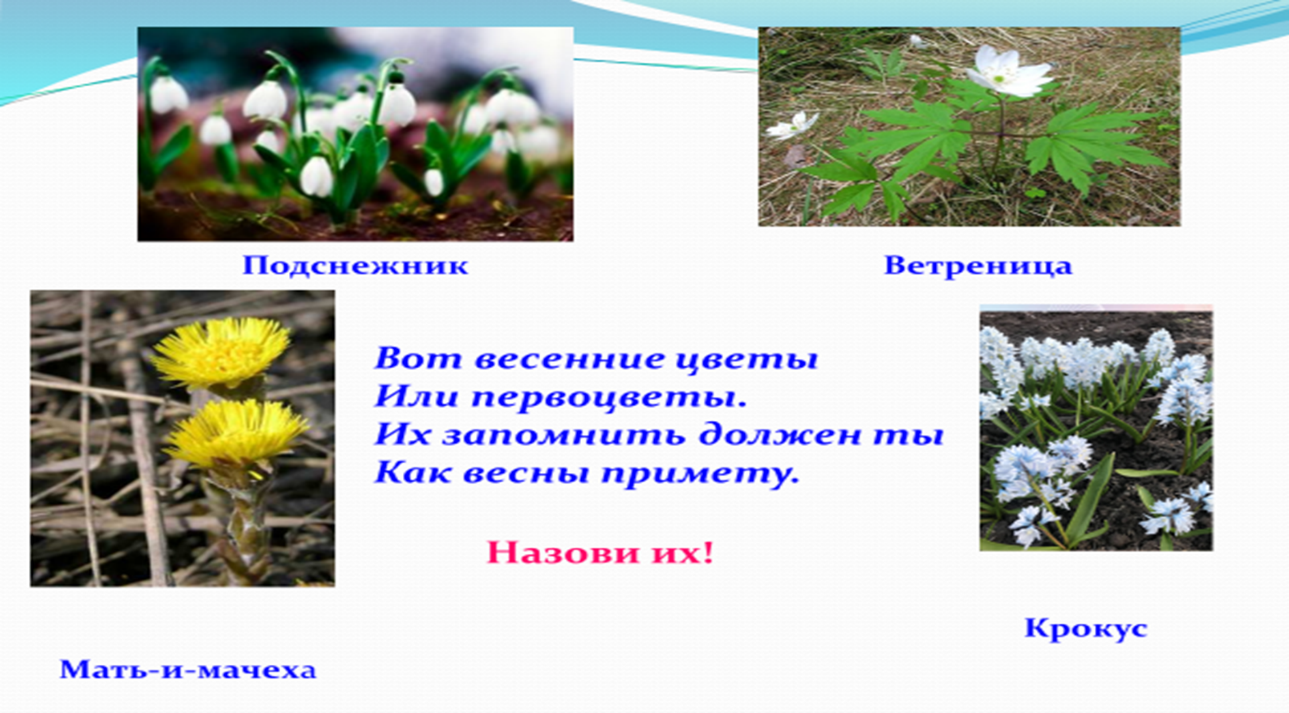 Подснежник
Ветреница
Вот весенние цветы
Или первоцветы.
Их запомнить должен ты
Как весны примету.
Назови их!
Крокус
Мать-и-мачеха